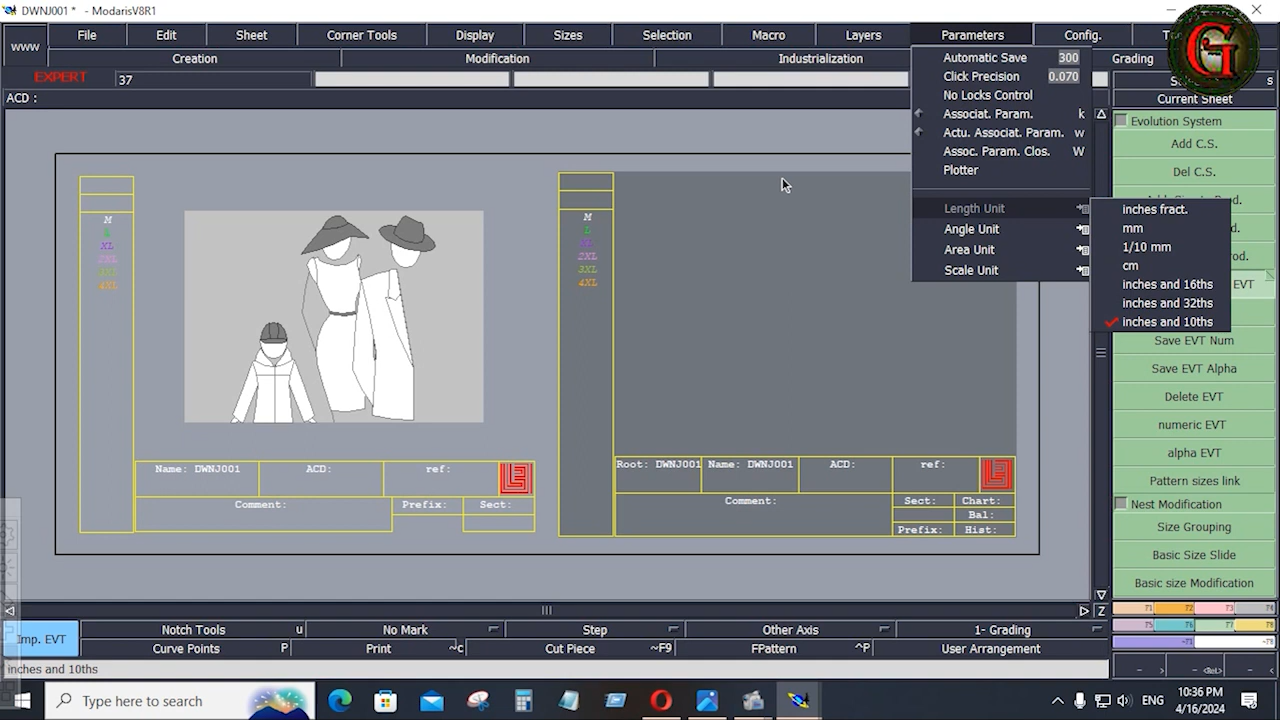 DWNJ001 * - ModarisV8R1
www
File Edit Sheet Corner Tools Display Sizes Selection Macro Layers Parameters Config.
Creation Modification Industrialization Grading
EXPERT 37
ACD :
Current Sheet
Automatic Save 300
Click Precision 0.070
No Locks Control
Associat. Param. k
Actu. Associat. Param. w
Assoc. Param. Clos. W
Plotter
Length Unit
Angle Unit
Area Unit
Scale Unit
inches fract.
mm
1/10 mm
cm
inches and 16ths
inches and 32ths
inches and 10ths
Evolution System
Add C.S.
Del C.S.
EVT
Save EVT Num
Save EVT Alpha
Delete EVT
numeric EVT
alpha EVT
Pattern sizes link
Nest Modification
Size Grouping
Basic Size Slide
Basic size Modification
M
L
XL
2XL
3XL
4XL
Name: DWNJ001 ACD: ref:
Comment: Prefix: Sect:
M
L
XL
2XL
3XL
4XL
Root: DWNJ001 Name: DWNJ001 ACD: ref:
Comment: Sect: Chart:
Bal:
Prefix: Hist:
Z
Imp. EVT
Notch Tools u No Mark Step Other Axis 1- Grading
Curve Points P Print ~c Cut Piece ~F9 FPattern ^P User Arrangement
inches and 10ths
Type here to search
ENG
10:36 PM
4/16/2024
G